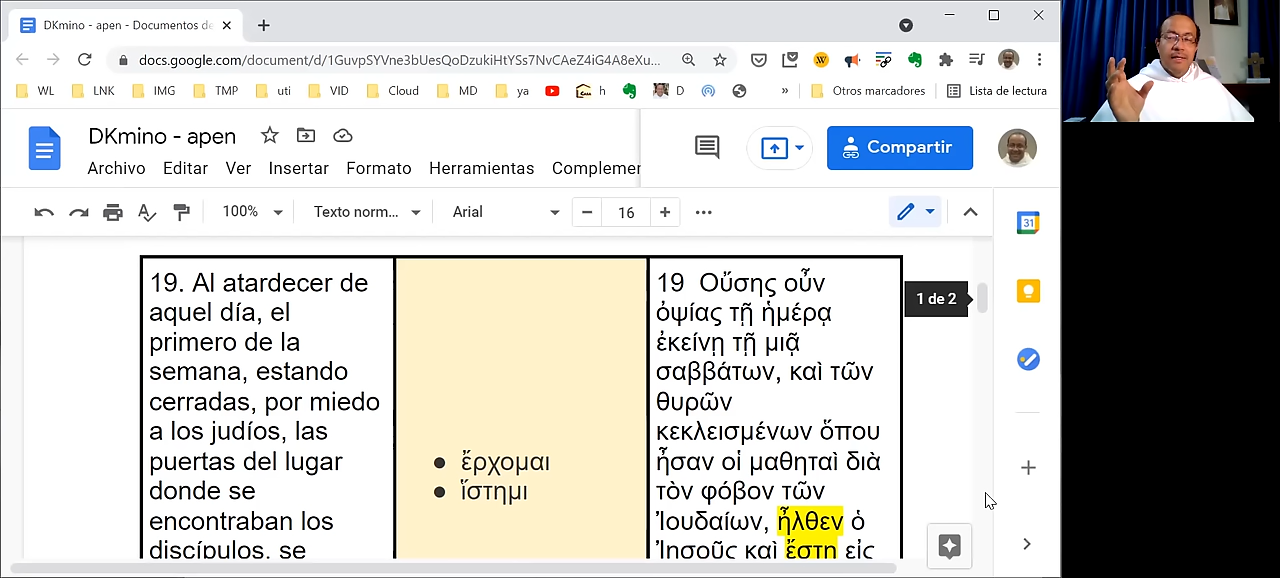 DKmino - apen - Documentos de
docs.google.com/document/d/1GuvpSYVne3bUesQoDzuoiHtYSs7NvCAeZ4iG4A8eXu...
WL LNK IMG TMP uti VID Cloud MD ya h D » Otros marcadores Lista de lectura
DKmino - apen
Compartir
Archivo Editar Ver Insertar Formato Herramientas Complemen
100% Texto norm... Arial 16
31
19. Al atardecer de
aquel día, el
primero de la
semana, estando
cerradas, por miedo
a los judíos, las
puertas del lugar
donde se
encontraban los
discípulos, se
ἔρχομαι
ἵστημι
19 Οὔσης οὖν
ὀψίας τῇ ἡμέρᾳ
ἐκείνῃ τῇ μιᾷ
σαββάτων, καὶ τῶν
θυρῶν
κεκλεισμένων ὅπου
ἦσαν οἱ μαθηταὶ διὰ
τὸν φόβον τῶν
Ἰουδαίων, ἦλθεν ὁ
Ἰησοῦς καὶ ἔστη εἰς
1 de 2